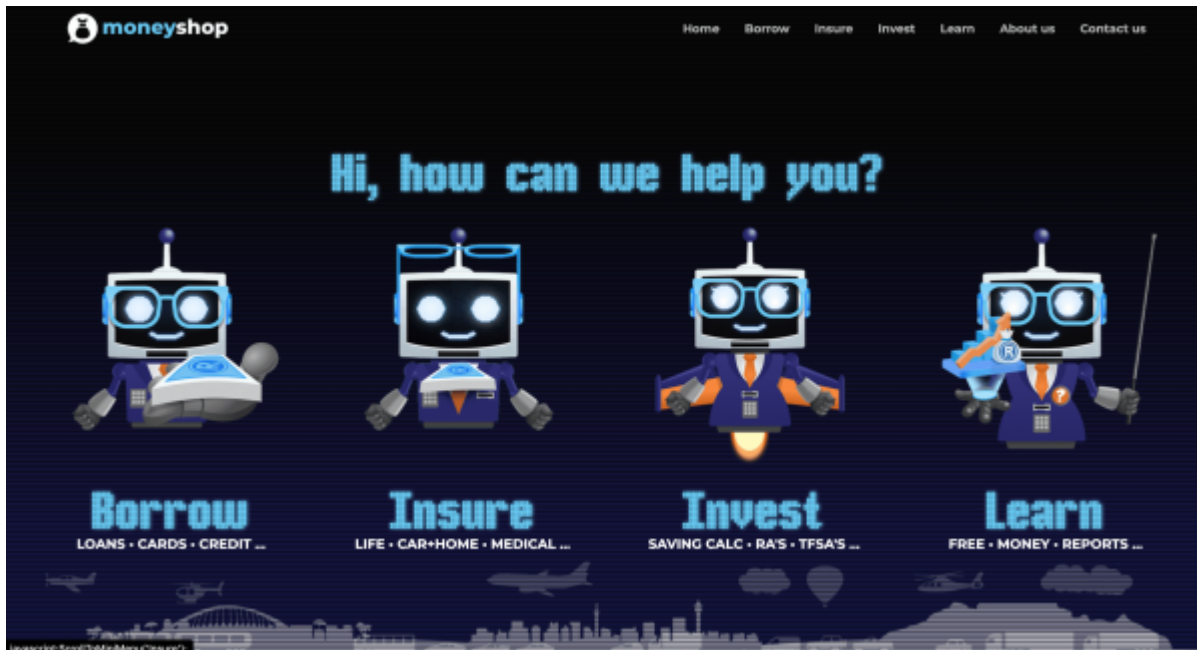 moneyshop
Home Borrow Insure Invest Learn About us Contact us
Hi, how can we help you?
R
?
Borrow Insure Invest Learn
LOANS • CARDS • CREDIT ... LIFE • CAR+HOME • MEDICAL ... SAVING CALC • RA'S • TFSA'S ... FREE • MONEY • REPORTS ...